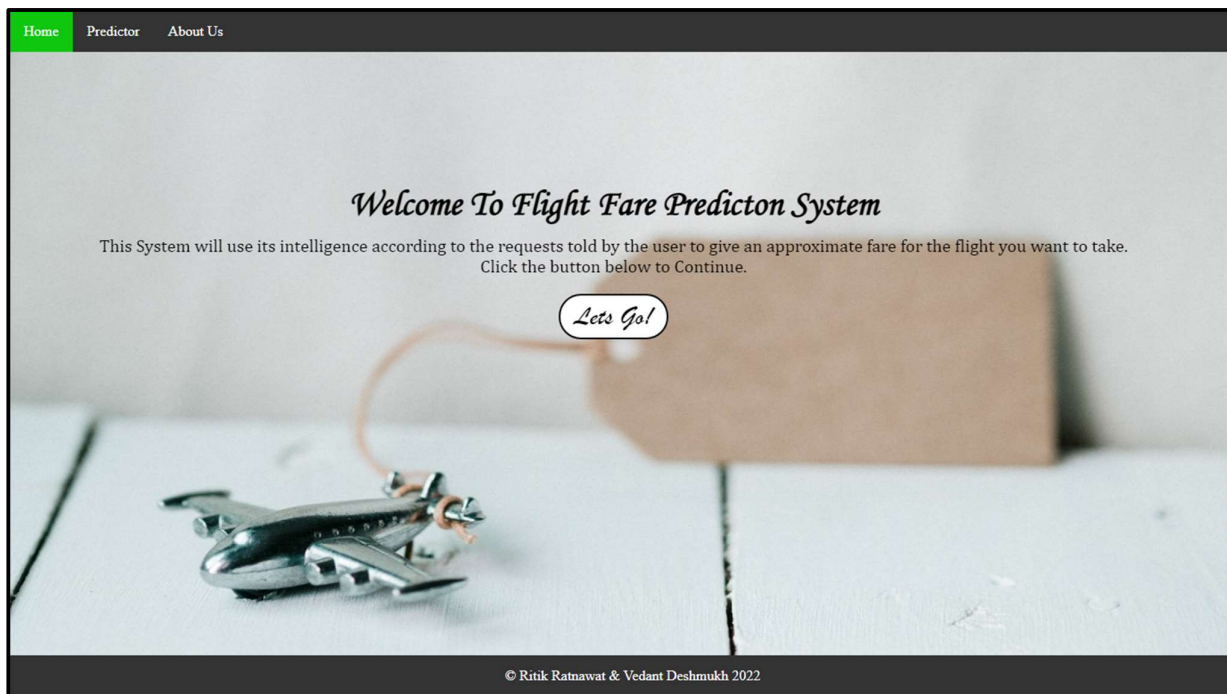 Home Predictor About Us
Welcome To Flight Fare Predicton System
This System will use its intelligence according to the requests told by the user to give an approximate fare for the flight you want to take.
Click the button below to Continue.
Lets Go!
© Ritik Ratnawat & Vedant Deshmukh 2022